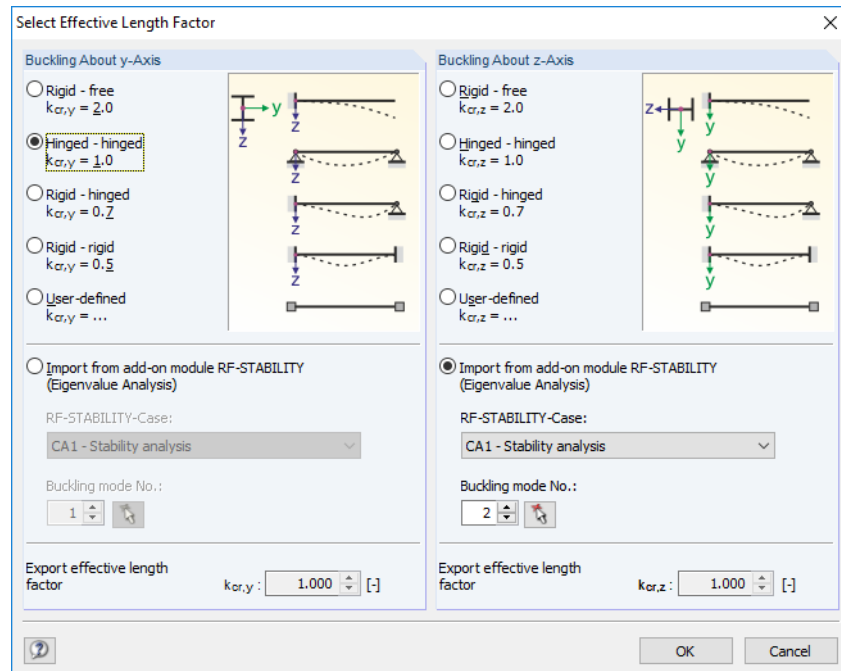 Select Effective Length Factor
Buckling About y-Axis
Rigid - free
kcr,y = 2.0
Hinged - hinged
kcr,y = 1.0
Rigid - hinged
kcr,y = 0.7
Rigid - rigid
kcr,y = 0.5
User-defined
kcr,y = ...
y
z
z
z
z
z
Import from add-on module RF-STABILITY
(Eigenvalue Analysis)
RF-STABILITY-Case:
CA1 - Stability analysis
Buckling mode No.:
1
Export effective length
factor
kcr,y : 1.000 [-]
Buckling About z-Axis
Rigid - free
kcr,z = 2.0
Hinged - hinged
kcr,z = 1.0
Rigid - hinged
kcr,z = 0.7
Rigid - rigid
kcr,z = 0.5
User-defined
kcr,z = ...
z
y
y
y
y
y
Import from add-on module RF-STABILITY
(Eigenvalue Analysis)
RF-STABILITY-Case:
CA1 - Stability analysis
Buckling mode No.:
2
Export effective length
factor
kcr,z : 1.000 [-]
OK
Cancel